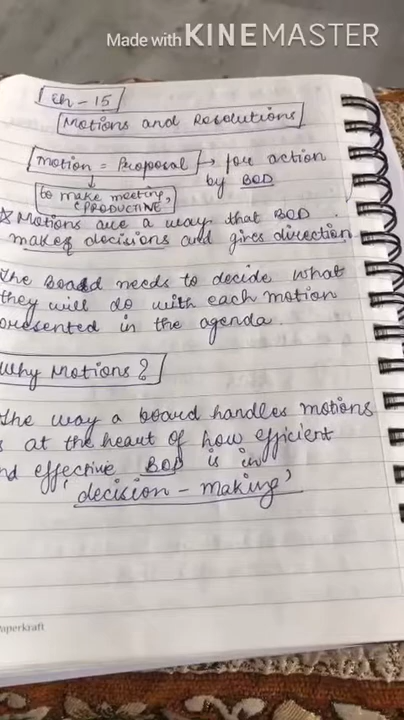 Made with KINEMASTER
Ch - 15
Motions and Resolutions
Motion = Proposal → for action
by BOD
to make meeting,
PRODUCTIVE
* Motions are a way that BOD
makes decisions and gives direction
The Board needs to decide what
they will do with each motion
presented in the agenda.
Why Motions ?
The way a board handles motions
is at the heart of how efficient
and effective BOD is in
'decision - making'
aperkraft